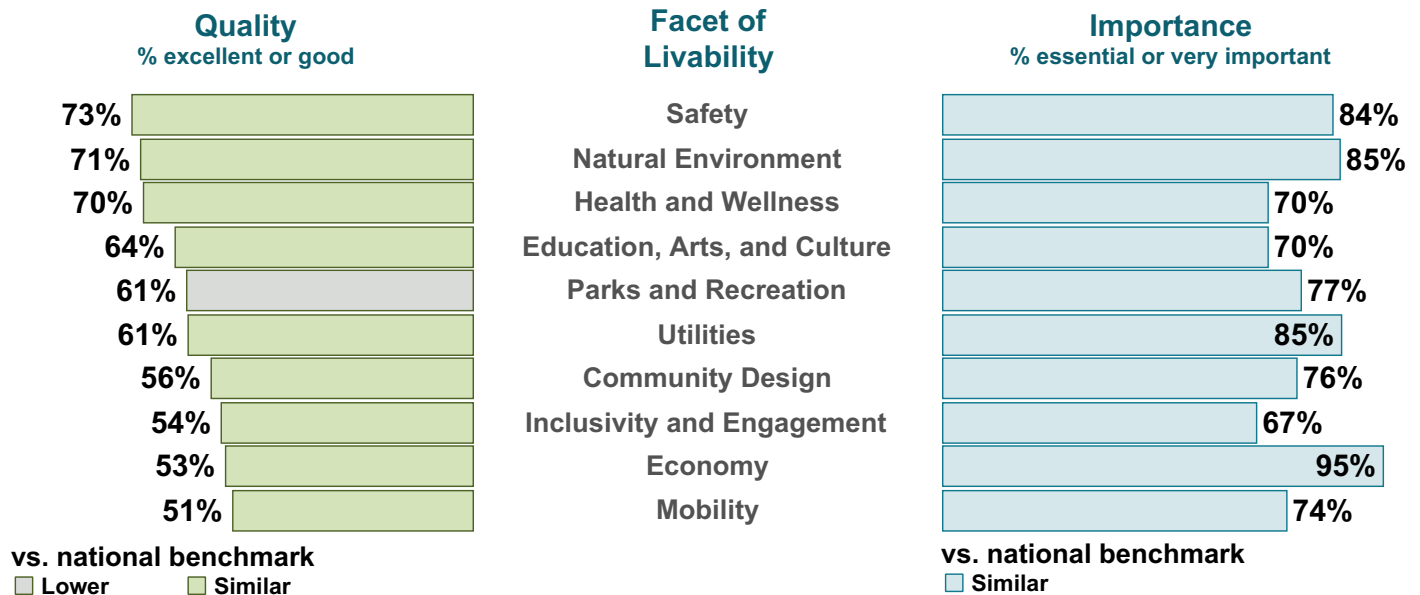 Quality
% excellent or good
Facet of
Livability
Importance
% essential or very important
73% Safety 84%
71% Natural Environment 85%
70% Health and Wellness 70%
64% Education, Arts, and Culture 70%
61% Parks and Recreation 77%
61% Utilities 85%
56% Community Design 76%
54% Inclusivity and Engagement 67%
53% Economy 95%
51% Mobility 74%
vs. national benchmark
Lower Similar
vs. national benchmark
Similar